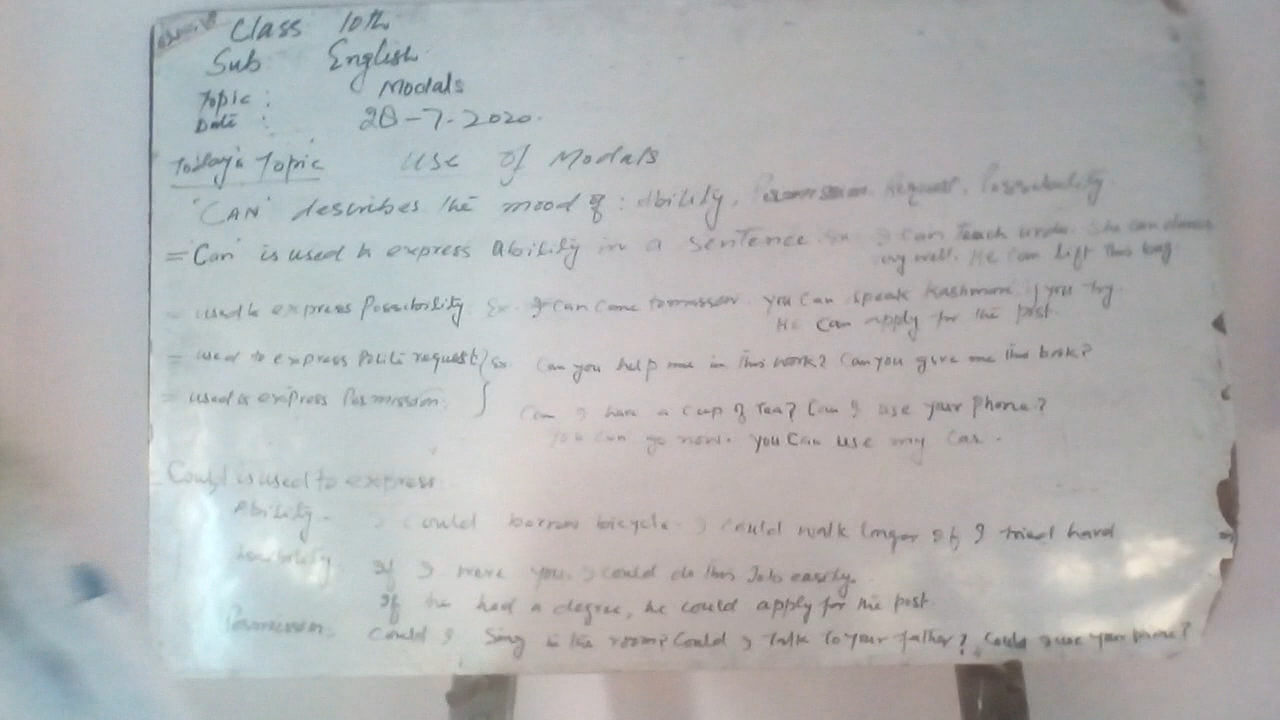 Class 10th
Sub English
Topic : Modals
Date : 28-7-2020.
Today's Topic Use of Modals
'CAN' describes the mood of : Ability, Permission Request, Possibility
= 'Can' is used to express Ability in a sentence I can Teach urdu. She can dance
very well. He can lift this bag
= used to express Possibility Ex. I can come tomorrow. you can speak Kashmiri if you try.
He can apply for the post
= used to express Polite request Ex. Can you help me in this work? Can you give me this book?
= used to express Permission
Can I have a cup of Tea? Can I use your phone?
You can go now. you Can use my Car.
Could is used to express
Ability - I could borrow bicycle. I could walk longer If I tried hard
If I were you, I could do this Job easily.
If he had a degree, he could apply for the post.
Permission. Could I Sing in the room? Could I Talk To your father? Could I use your phone?